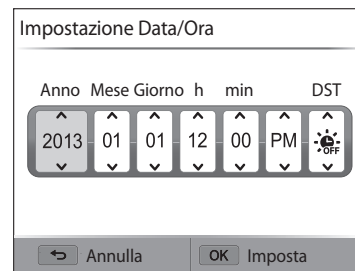 Impostazione Data/Ora
Anno Mese Giorno h min DST
2013 01 01 12 00 PM OFF
Annulla OK Imposta